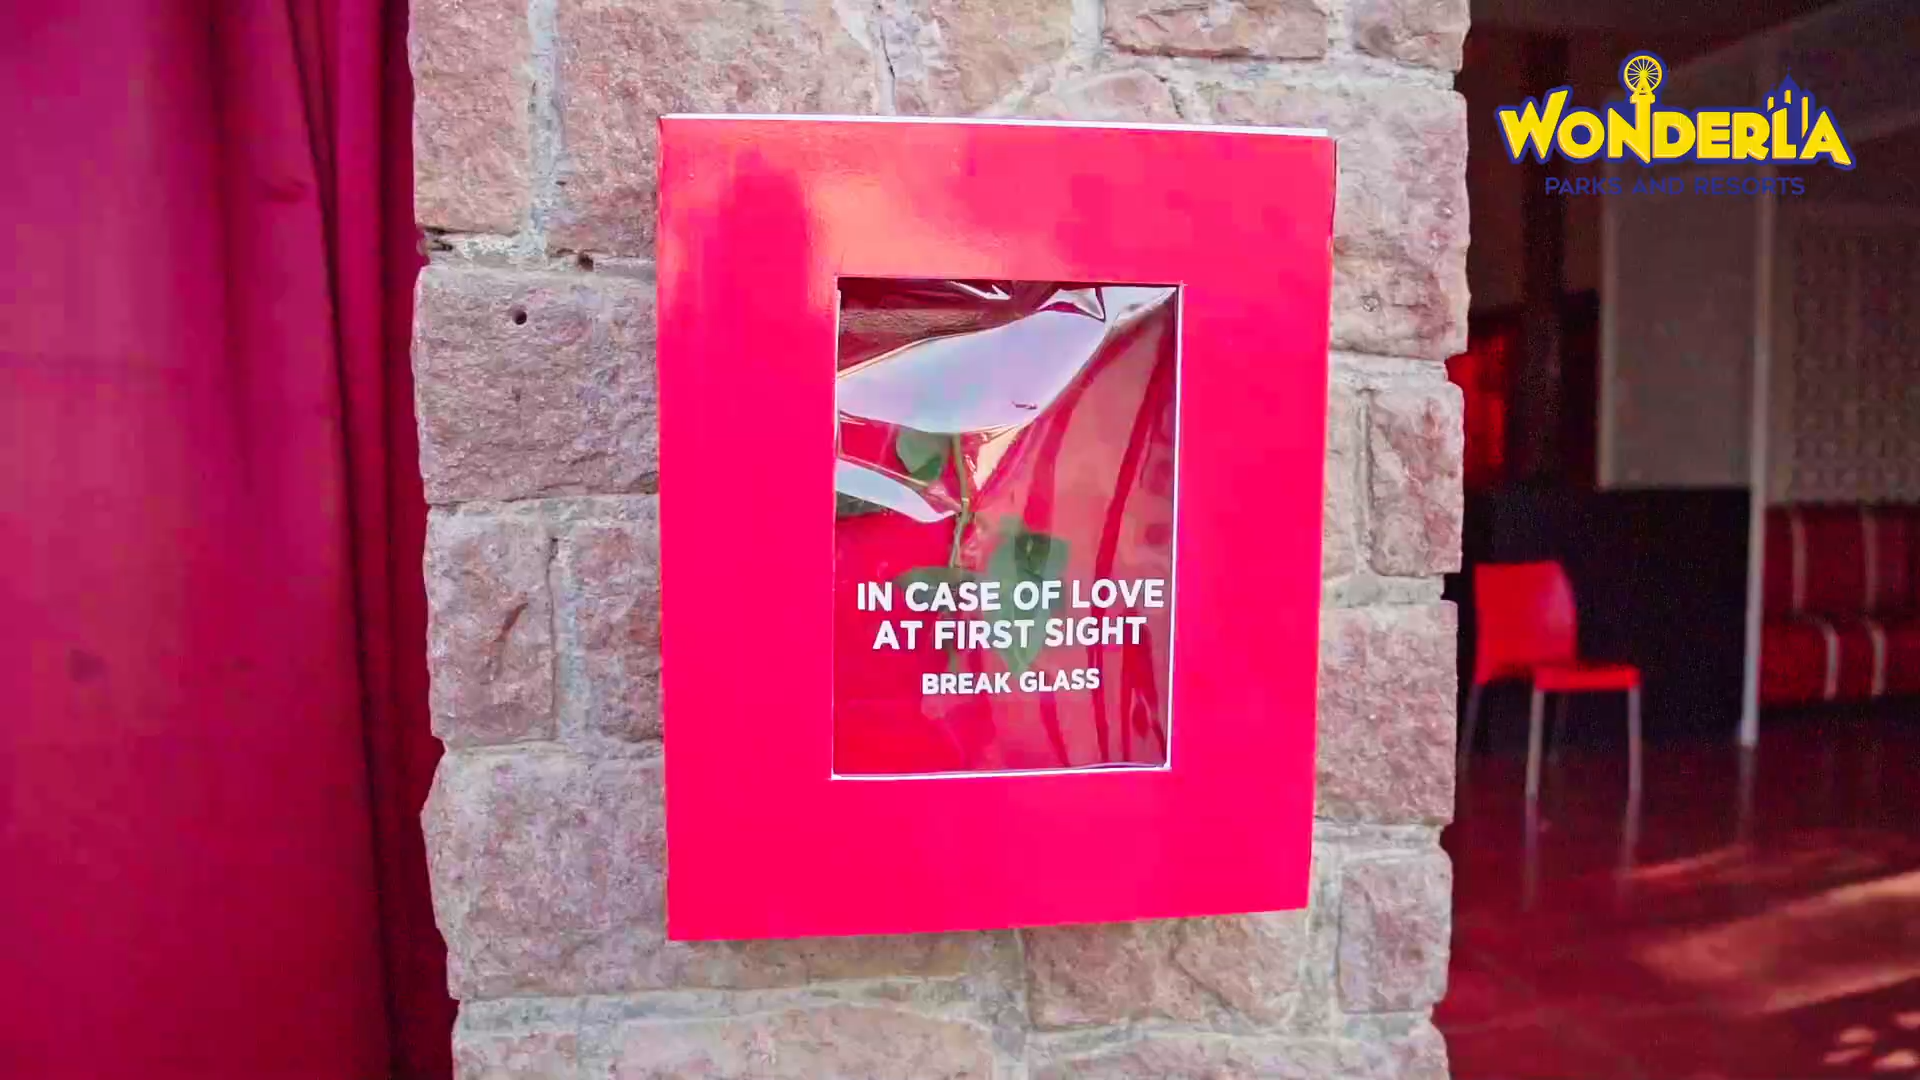 WONDERLA
PARKS AND RESORTS
IN CASE OF LOVE
AT FIRST SIGHT
BREAK GLASS